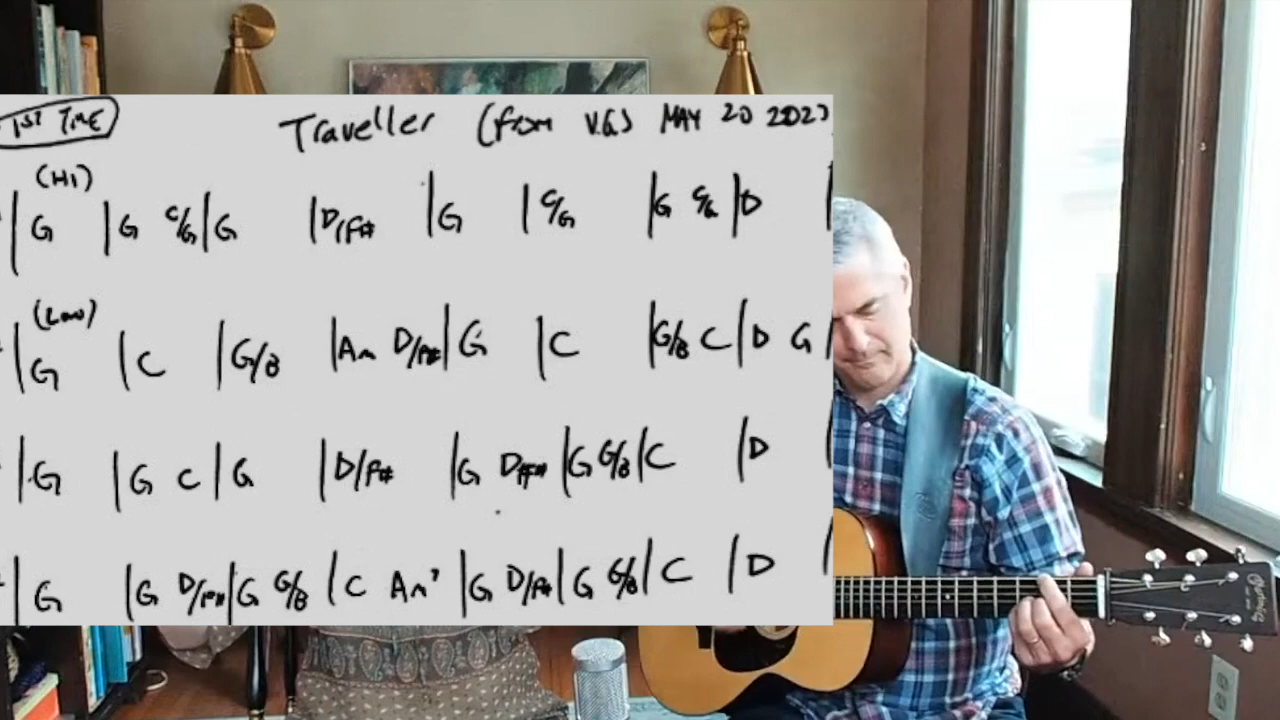 1ST TIME
Traveller (from V.G.) MAY 20 2023
(HI)
| G | G C/G | G | D/F# | G | C/G | G C/G | D |
(Low)
| G | C | G/B | Am D/F# | G | C | G/B C | D G |
| G | G C | G | D/F# | G D/F# | G G/B | C | D |
| G | G D/F# | G G/B | C Am7 | G D/F# | G G/B | C | D |